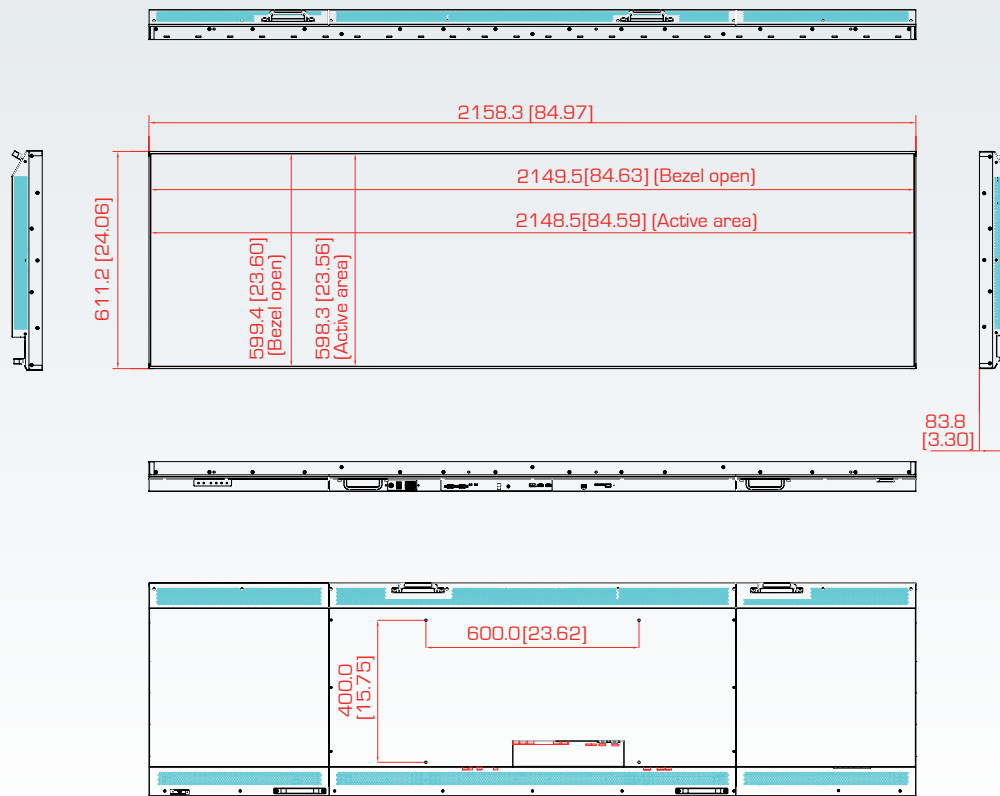 2158.3 [84.97]
2149.5[84.63] (Bezel open)
2148.5[84.59] (Active area)
611.2 [24.06]
599.4 [23.60]
(Bezel open)
598.3 [23.56]
(Active area)
83.8
[3.30]
600.0[23.62]
400.0
[15.75]